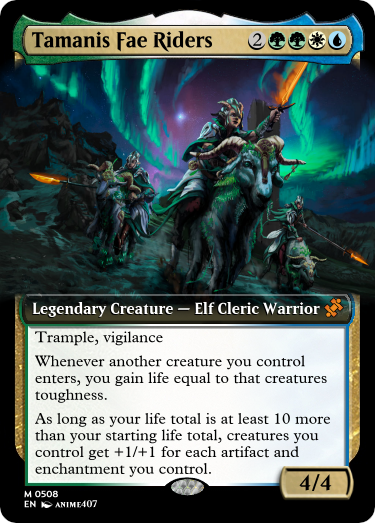 Tamanis Fae Riders 2
Legendary Creature — Elf Cleric Warrior
Trample, vigilance
Whenever another creature you control
enters, you gain life equal to that creatures
toughness.
As long as your life total is at least 10 more
than your starting life total, creatures you
control get +1/+1 for each artifact and
enchantment you control.
4/4
M 0508
EN ANIME407